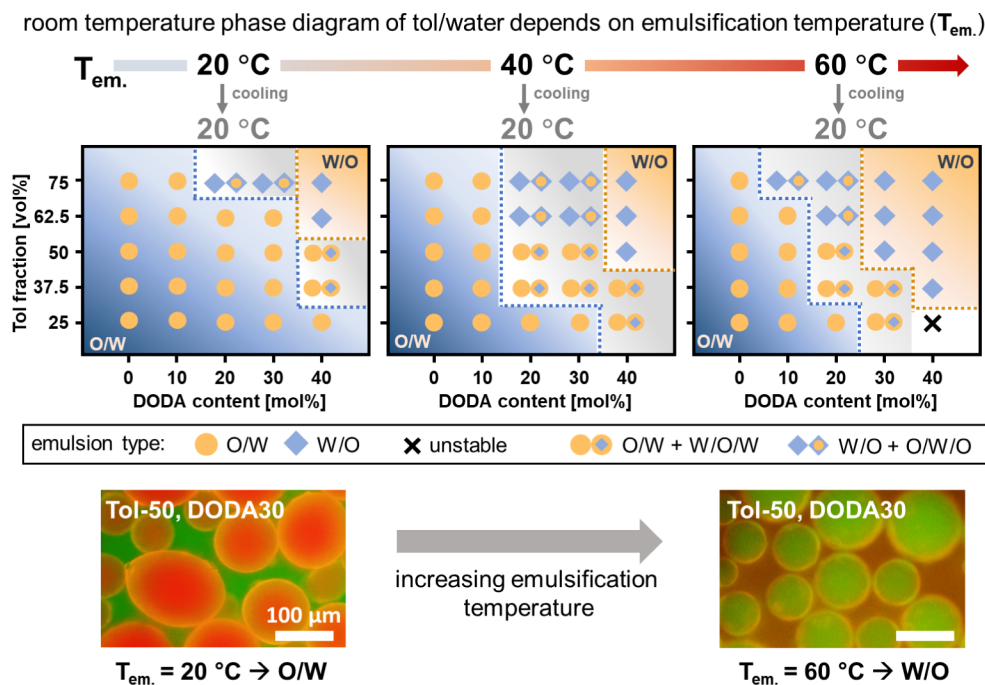 room temperature phase diagram of tol/water depends on emulsification temperature (Tem.)
Tem. 20 °C 40 °C 60 °C
cooling cooling cooling
20 °C 20 °C 20 °C
W/O W/O W/O
Tol fraction [vol%]
75
62.5
50
37.5
25
O/W O/W O/W
0 10 20 30 40 0 10 20 30 40 0 10 20 30 40
DODA content [mol%] DODA content [mol%] DODA content [mol%]
emulsion type: O/W W/O unstable O/W + W/O/W W/O + O/W/O
Tol-50, DODA30 Tol-50, DODA30
increasing emulsification
temperature
100 µm
Tem. = 20 °C → O/W Tem. = 60 °C → W/O